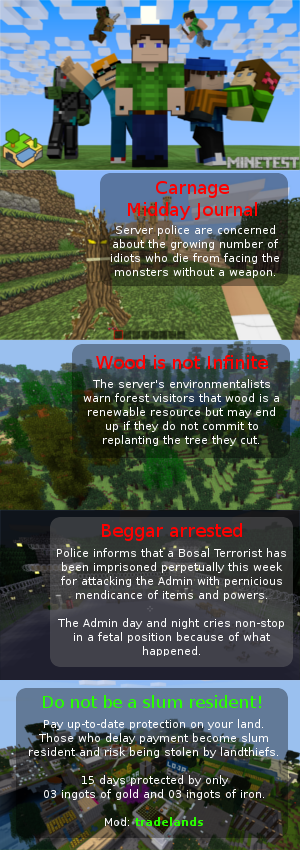 MINETEST
Carnage
Midday Journal
Server police are concerned
about the growing number of
idiots who die from facing the
monsters without a weapon.
Wood is not Infinite
The server's environmentalists
warn forest visitors that wood is a
renewable resource but may end
up if they do not commit to
replanting the tree they cut.
Beggar arrested
Police informs that a Bosal Terrorist has
been imprisoned perpetually this week
for attacking the Admin with pernicious
mendicance of items and powers.
The Admin day and night cries non-stop
in a fetal position because of what
happened.
Do not be a slum resident!
Pay up-to-date protection on your land.
Those who delay payment become slum
resident and risk being stolen by landthiefs.
15 days protected by only
03 ingots of gold and 03 ingots of iron.
Mod: tradelands